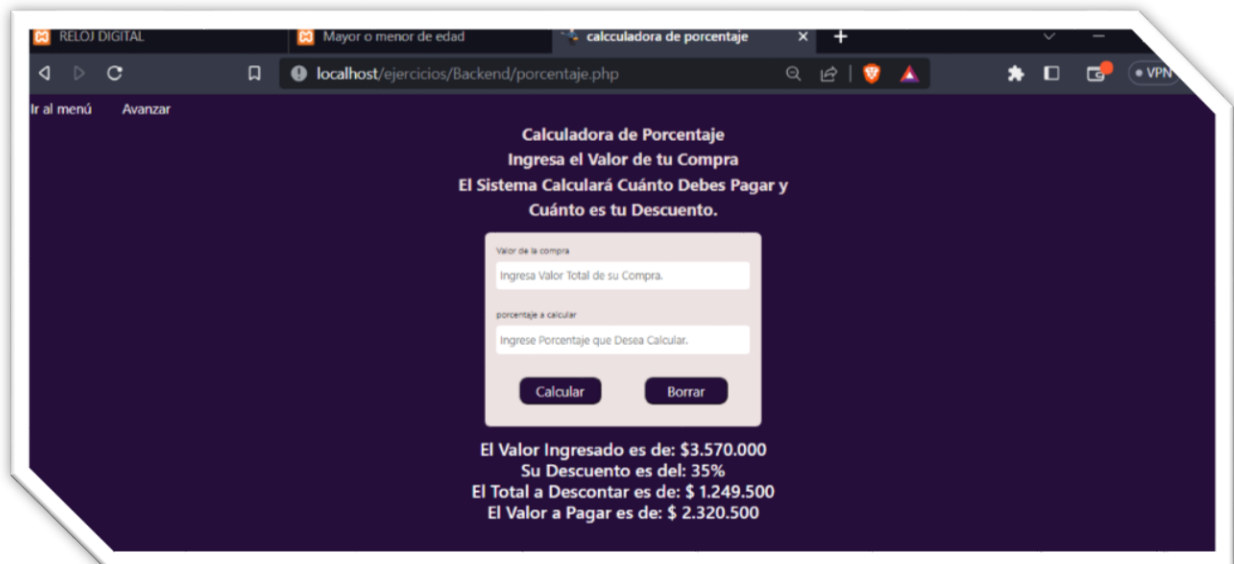 RELOJ DIGITAL
Mayor o menor de edad
calcculadora de porcentaje
localhost/ejercicios/Backend/porcentaje.php
VPN
Ir al menú Avanzar
Calculadora de Porcentaje
Ingresa el Valor de tu Compra
El Sistema Calculará Cuánto Debes Pagar y
Cuánto es tu Descuento.
Valor de la compra
Ingresa Valor Total de su Compra.
porcentaje a calcular
Ingrese Porcentaje que Desea Calcular.
Calcular Borrar
El Valor Ingresado es de: $3.570.000
Su Descuento es del: 35%
El Total a Descontar es de: $ 1.249.500
El Valor a Pagar es de: $ 2.320.500